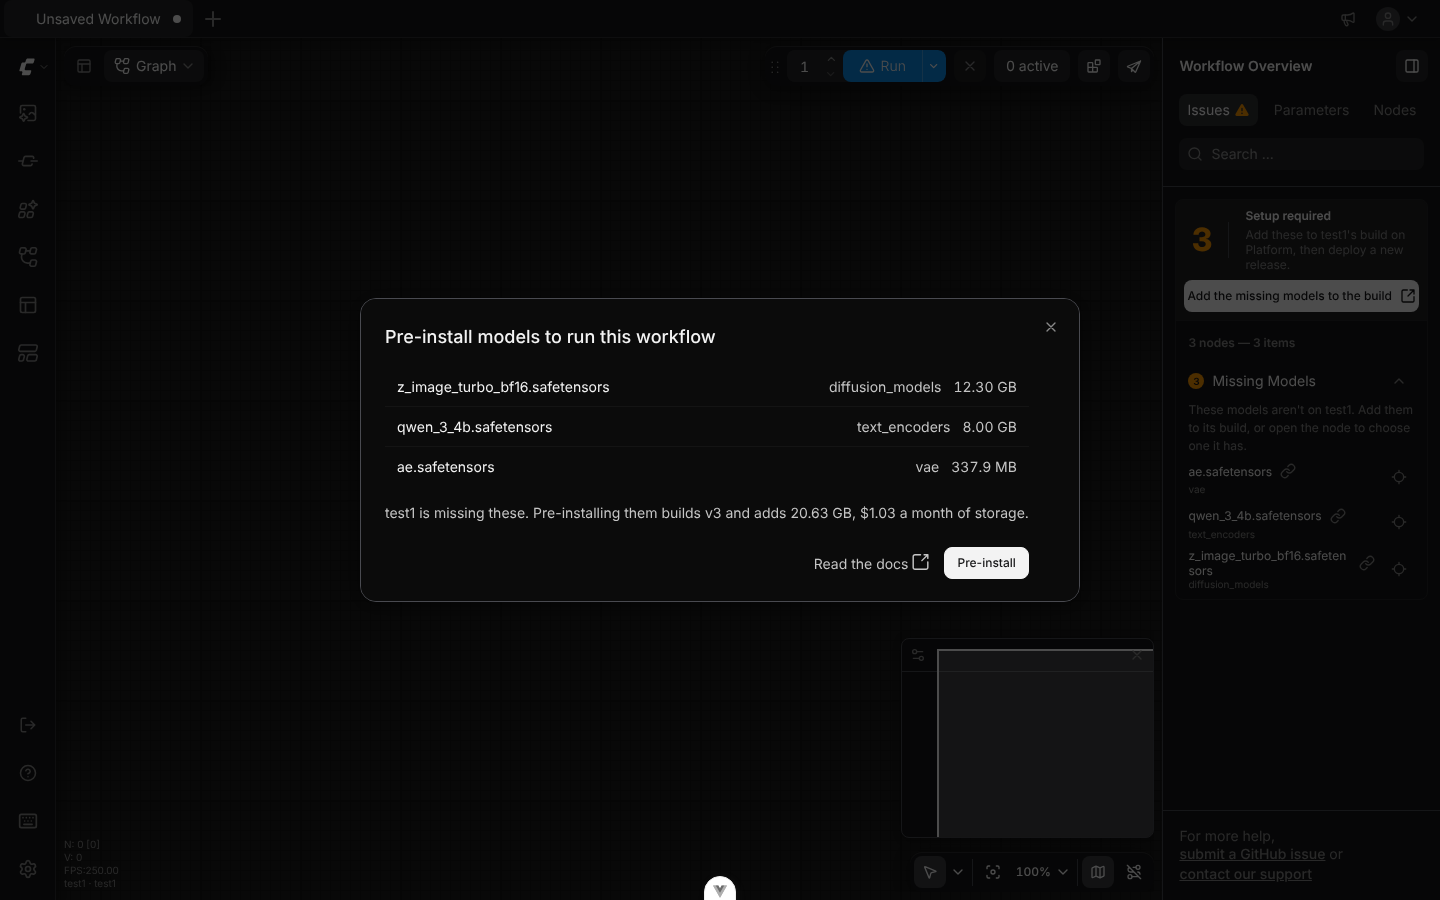 Unsaved Workflow
Graph
1
Run
0 active
Workflow Overview
Issues
Parameters
Nodes
Search ...
3
Setup required
Add these to test1's build on
Platform, then deploy a new
release.
Add the missing models to the build
3 nodes — 3 items
3
Missing Models
These models aren't on test1. Add them
to its build, or open the node to choose
one it has.
ae.safetensors
vae
qwen_3_4b.safetensors
text_encoders
z_image_turbo_bf16.safeten
sors
diffusion_models
Pre-install models to run this workflow
z_image_turbo_bf16.safetensors diffusion_models 12.30 GB
qwen_3_4b.safetensors text_encoders 8.00 GB
ae.safetensors vae 337.9 MB
test1 is missing these. Pre-installing them builds v3 and adds 20.63 GB, $1.03 a month of storage.
Read the docs
Pre-install
N: 0 [0]
V: 0
FPS:250.00
test1 · test1
100%
For more help,
submit a GitHub issue or
contact our support